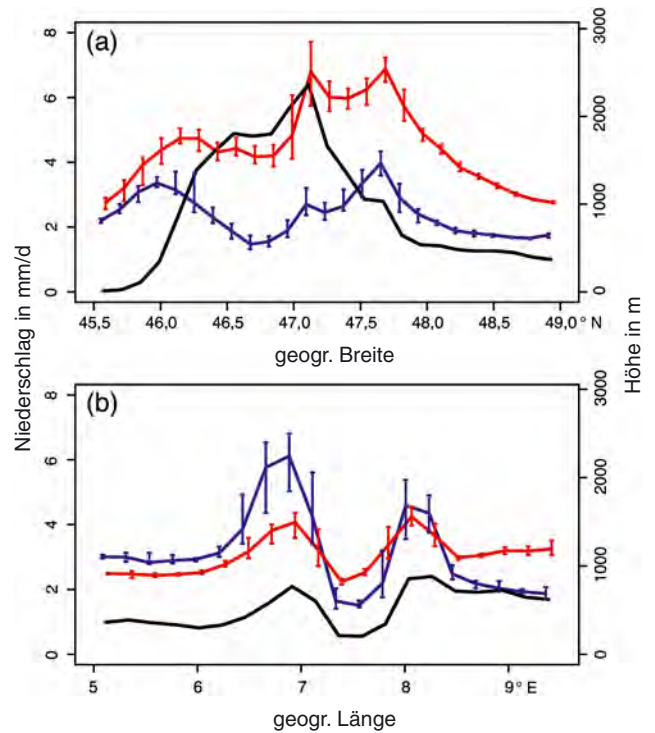 (a)
8
6
4
2
0
3000
2000
1000
0
45,5 46,0 46,5 47,0 47,5 48,0 48,5 49,0° N
geogr. Breite
Niederschlag in mm/d
Höhe in m
(b)
8
6
4
2
0
3000
2000
1000
0
5 6 7 8 9° E
geogr. Länge